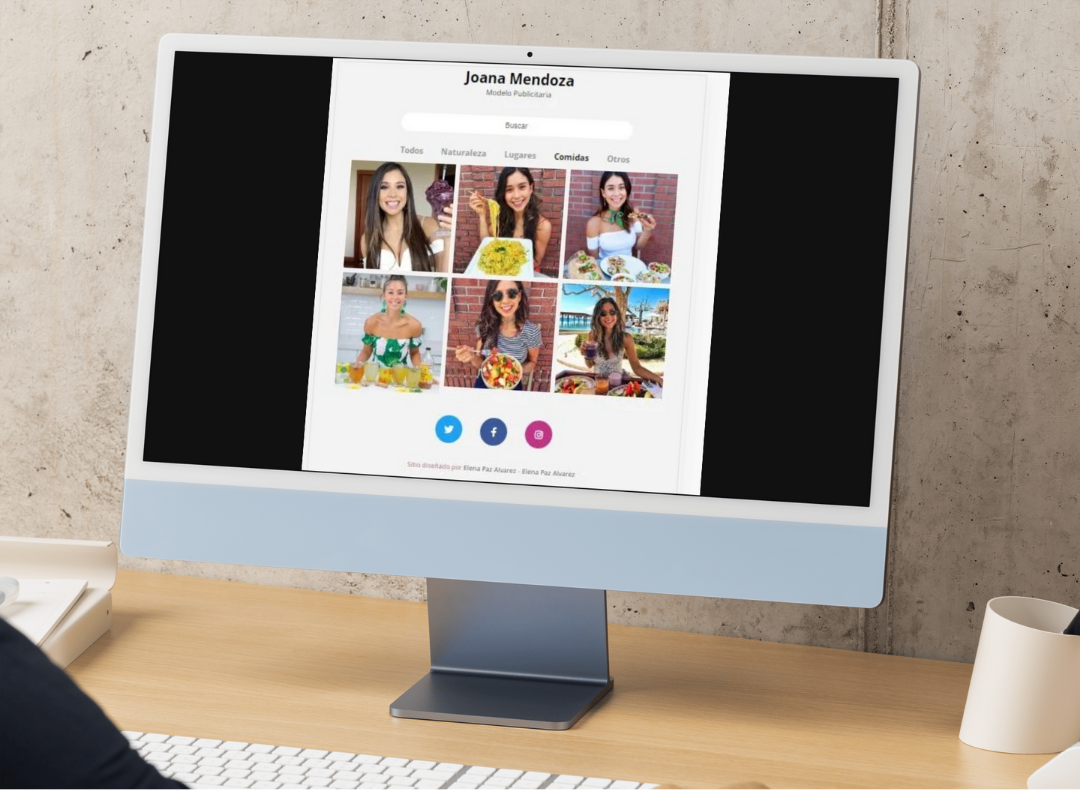 Joana Mendoza
Modelo Publicitaria
Buscar
Todos Naturaleza Lugares Comidas Otros
Sitio diseñado por Elena Paz Alvarez - Elena Paz Alvarez